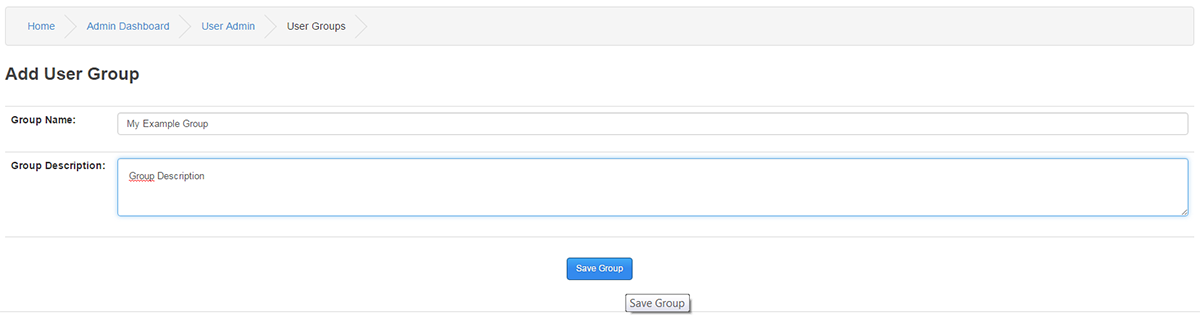 Home Admin Dashboard User Admin User Groups
Add User Group
Group Name: My Example Group
Group Description: Group Description
Save Group
Save Group